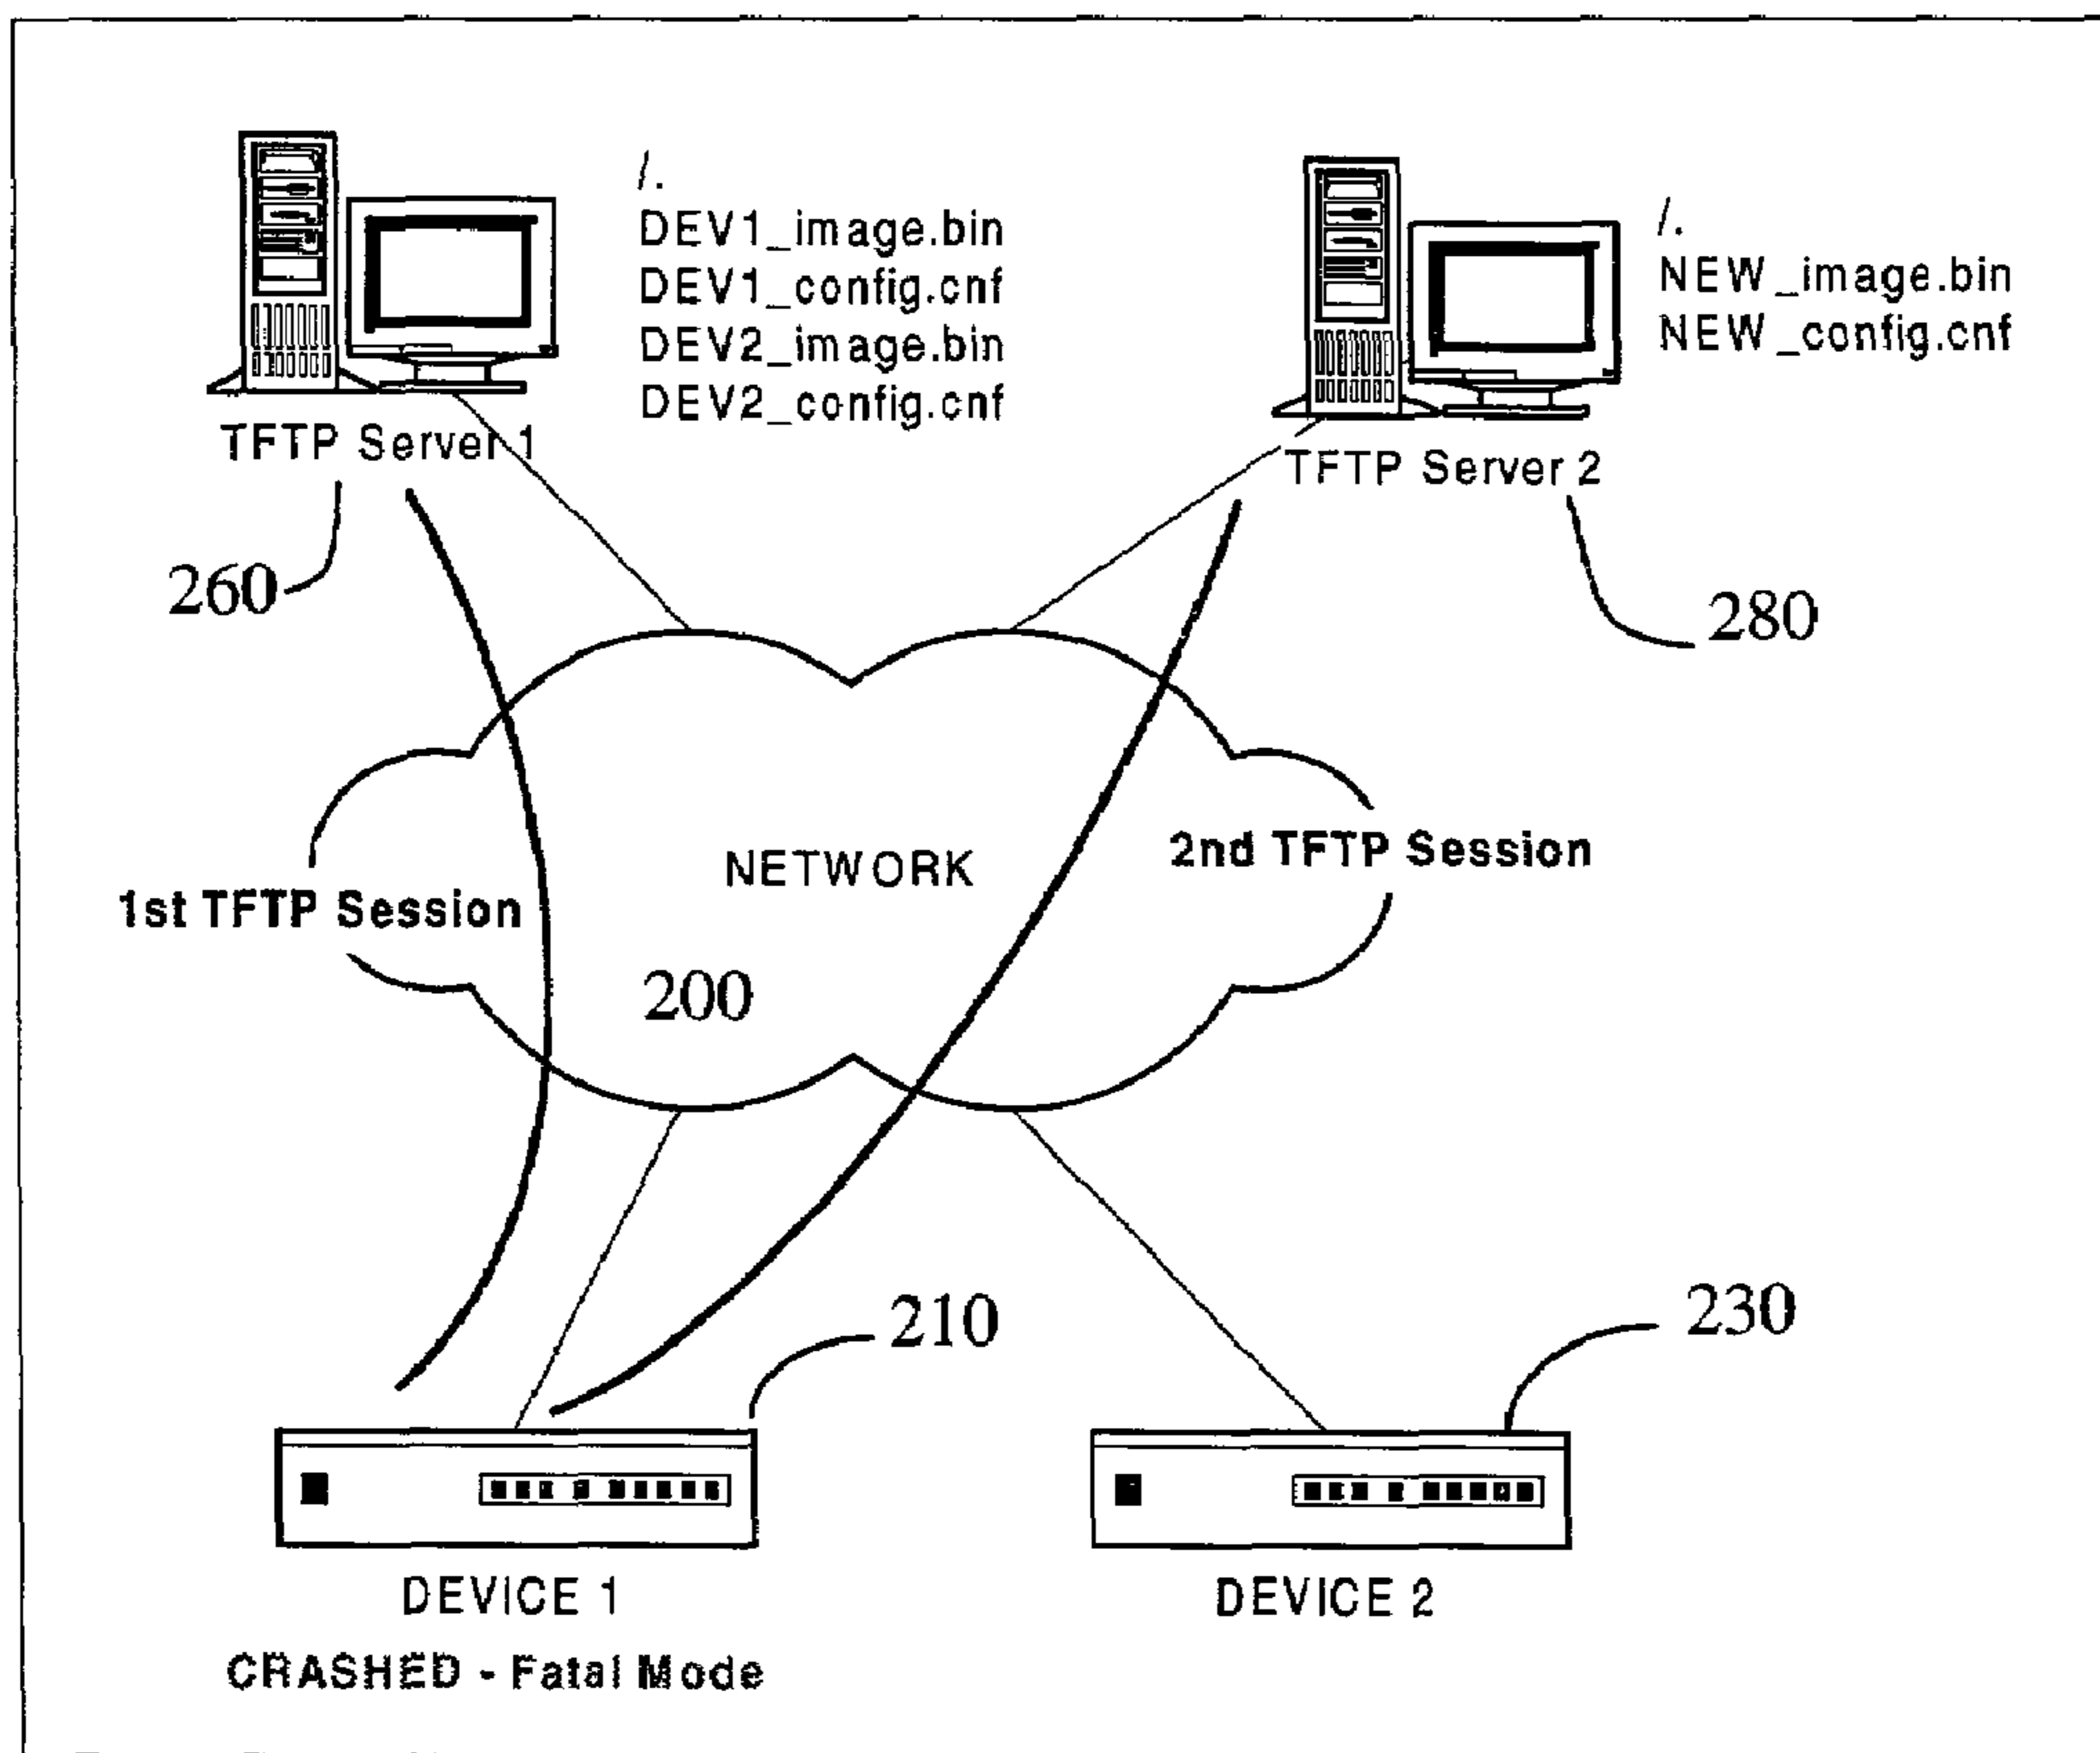 /.
DEV1_image.bin
DEV1_config.cnf
DEV2_image.bin
DEV2_config.cnf
TFTP Server 1
/.
NEW_image.bin
NEW_config.cnf
TFTP Server 2
260
280
NETWORK
2nd TFTP Session
1st TFTP Session
200
210
230
DEVICE 1
CRASHED - Fatal Mode
DEVICE 2